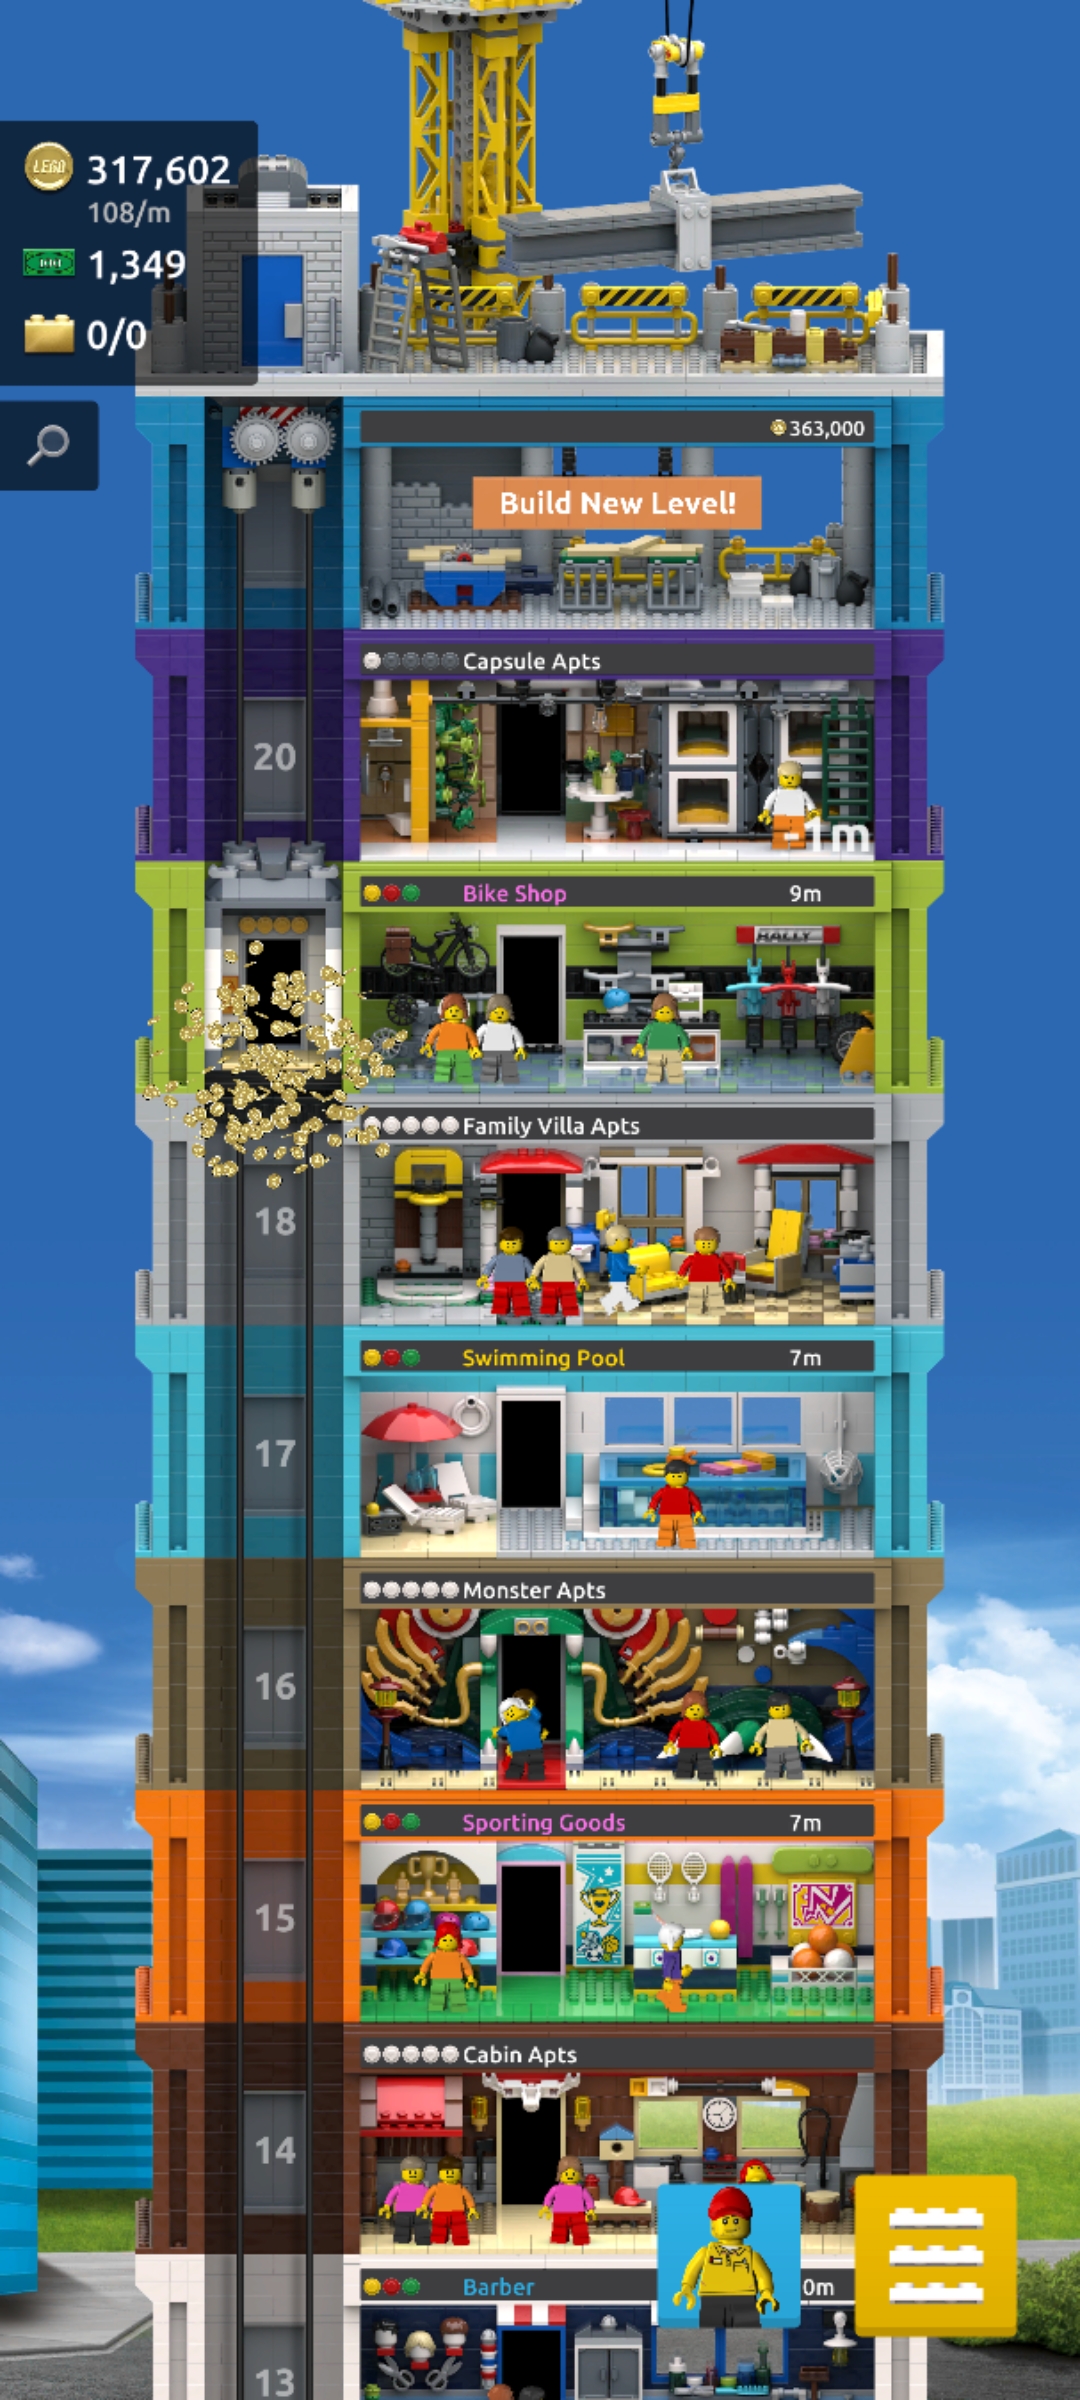 LEGO 317,602
108/m
1,349
0/0
363,000
Build New Level!
Capsule Apts
20
-1m
Bike Shop 9m
RALLY
Family Villa Apts
18
Swimming Pool 7m
17
Monster Apts
16
Sporting Goods 7m
15
Cabin Apts
14
Barber 0m
13